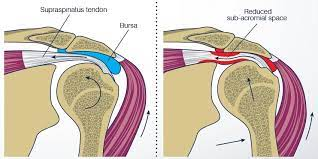 Supraspinatus tendon
Bursa
Reduced
sub-acromial space